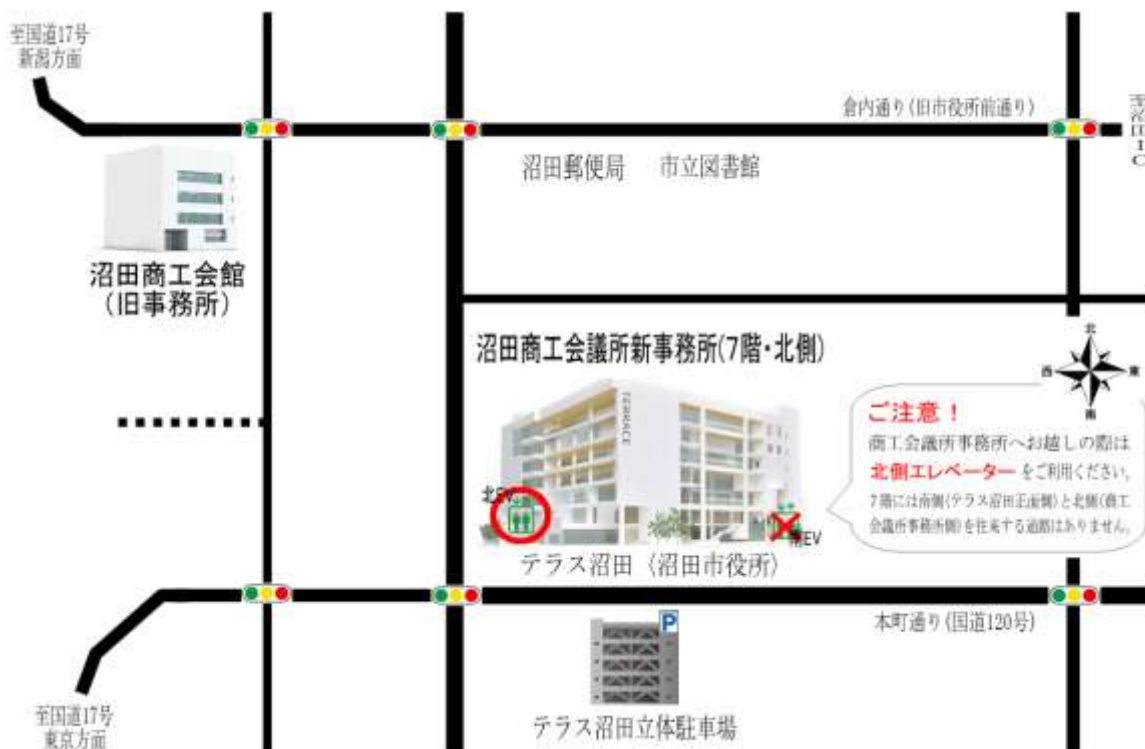 至国道17号
新潟方面
倉内通り(旧市役所前通り)
沼田郵便局 市立図書館
沼田商工会館
(旧事務所)
沼田商工会議所新事務所(7階・北側)
北
西
東
南
ご注意！
商工会議所事務所へお越しの際は
北側エレベーター をご利用ください。
7階には南側(テラス沼田正面側)と北側(商工
会議所事務所側)を往来する通路はありません。
TERRACE
北EV
南EV
テラス沼田 (沼田市役所)
本町通り(国道120号)
P
テラス沼田立体駐車場
至国道17号
東京方面